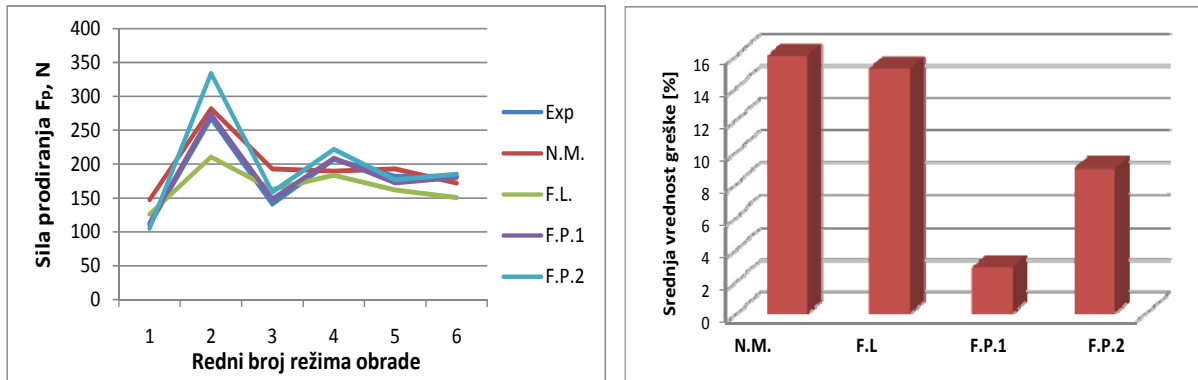 Sila prodiranja Fp, N
400
350
300
250
200
150
100
50
0
1 2 3 4 5 6
Redni broj režima obrade
Exp
N.M.
F.L.
F.P.1
F.P.2
Srednja vrednost greške [%]
16
14
12
10
8
6
4
2
0
N.M. F.L F.P.1 F.P.2